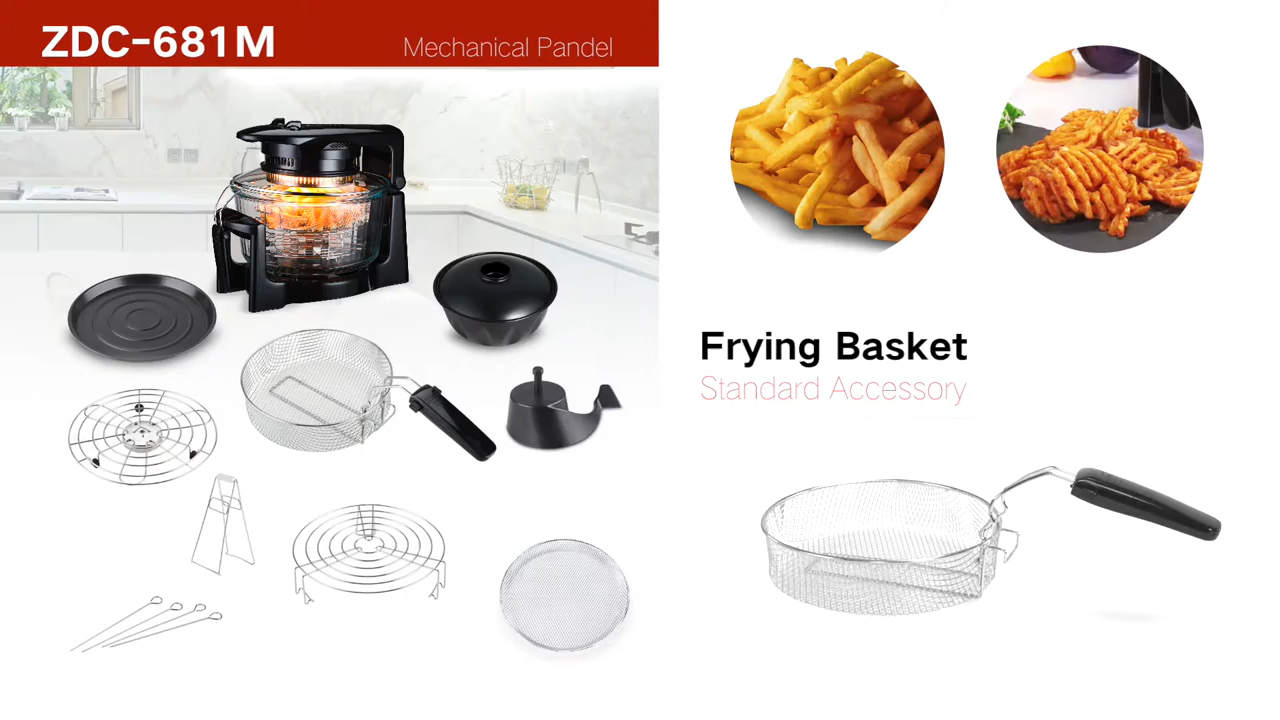 ZDC-681M
Mechanical Pandel
Frying Basket
Standard Accessory